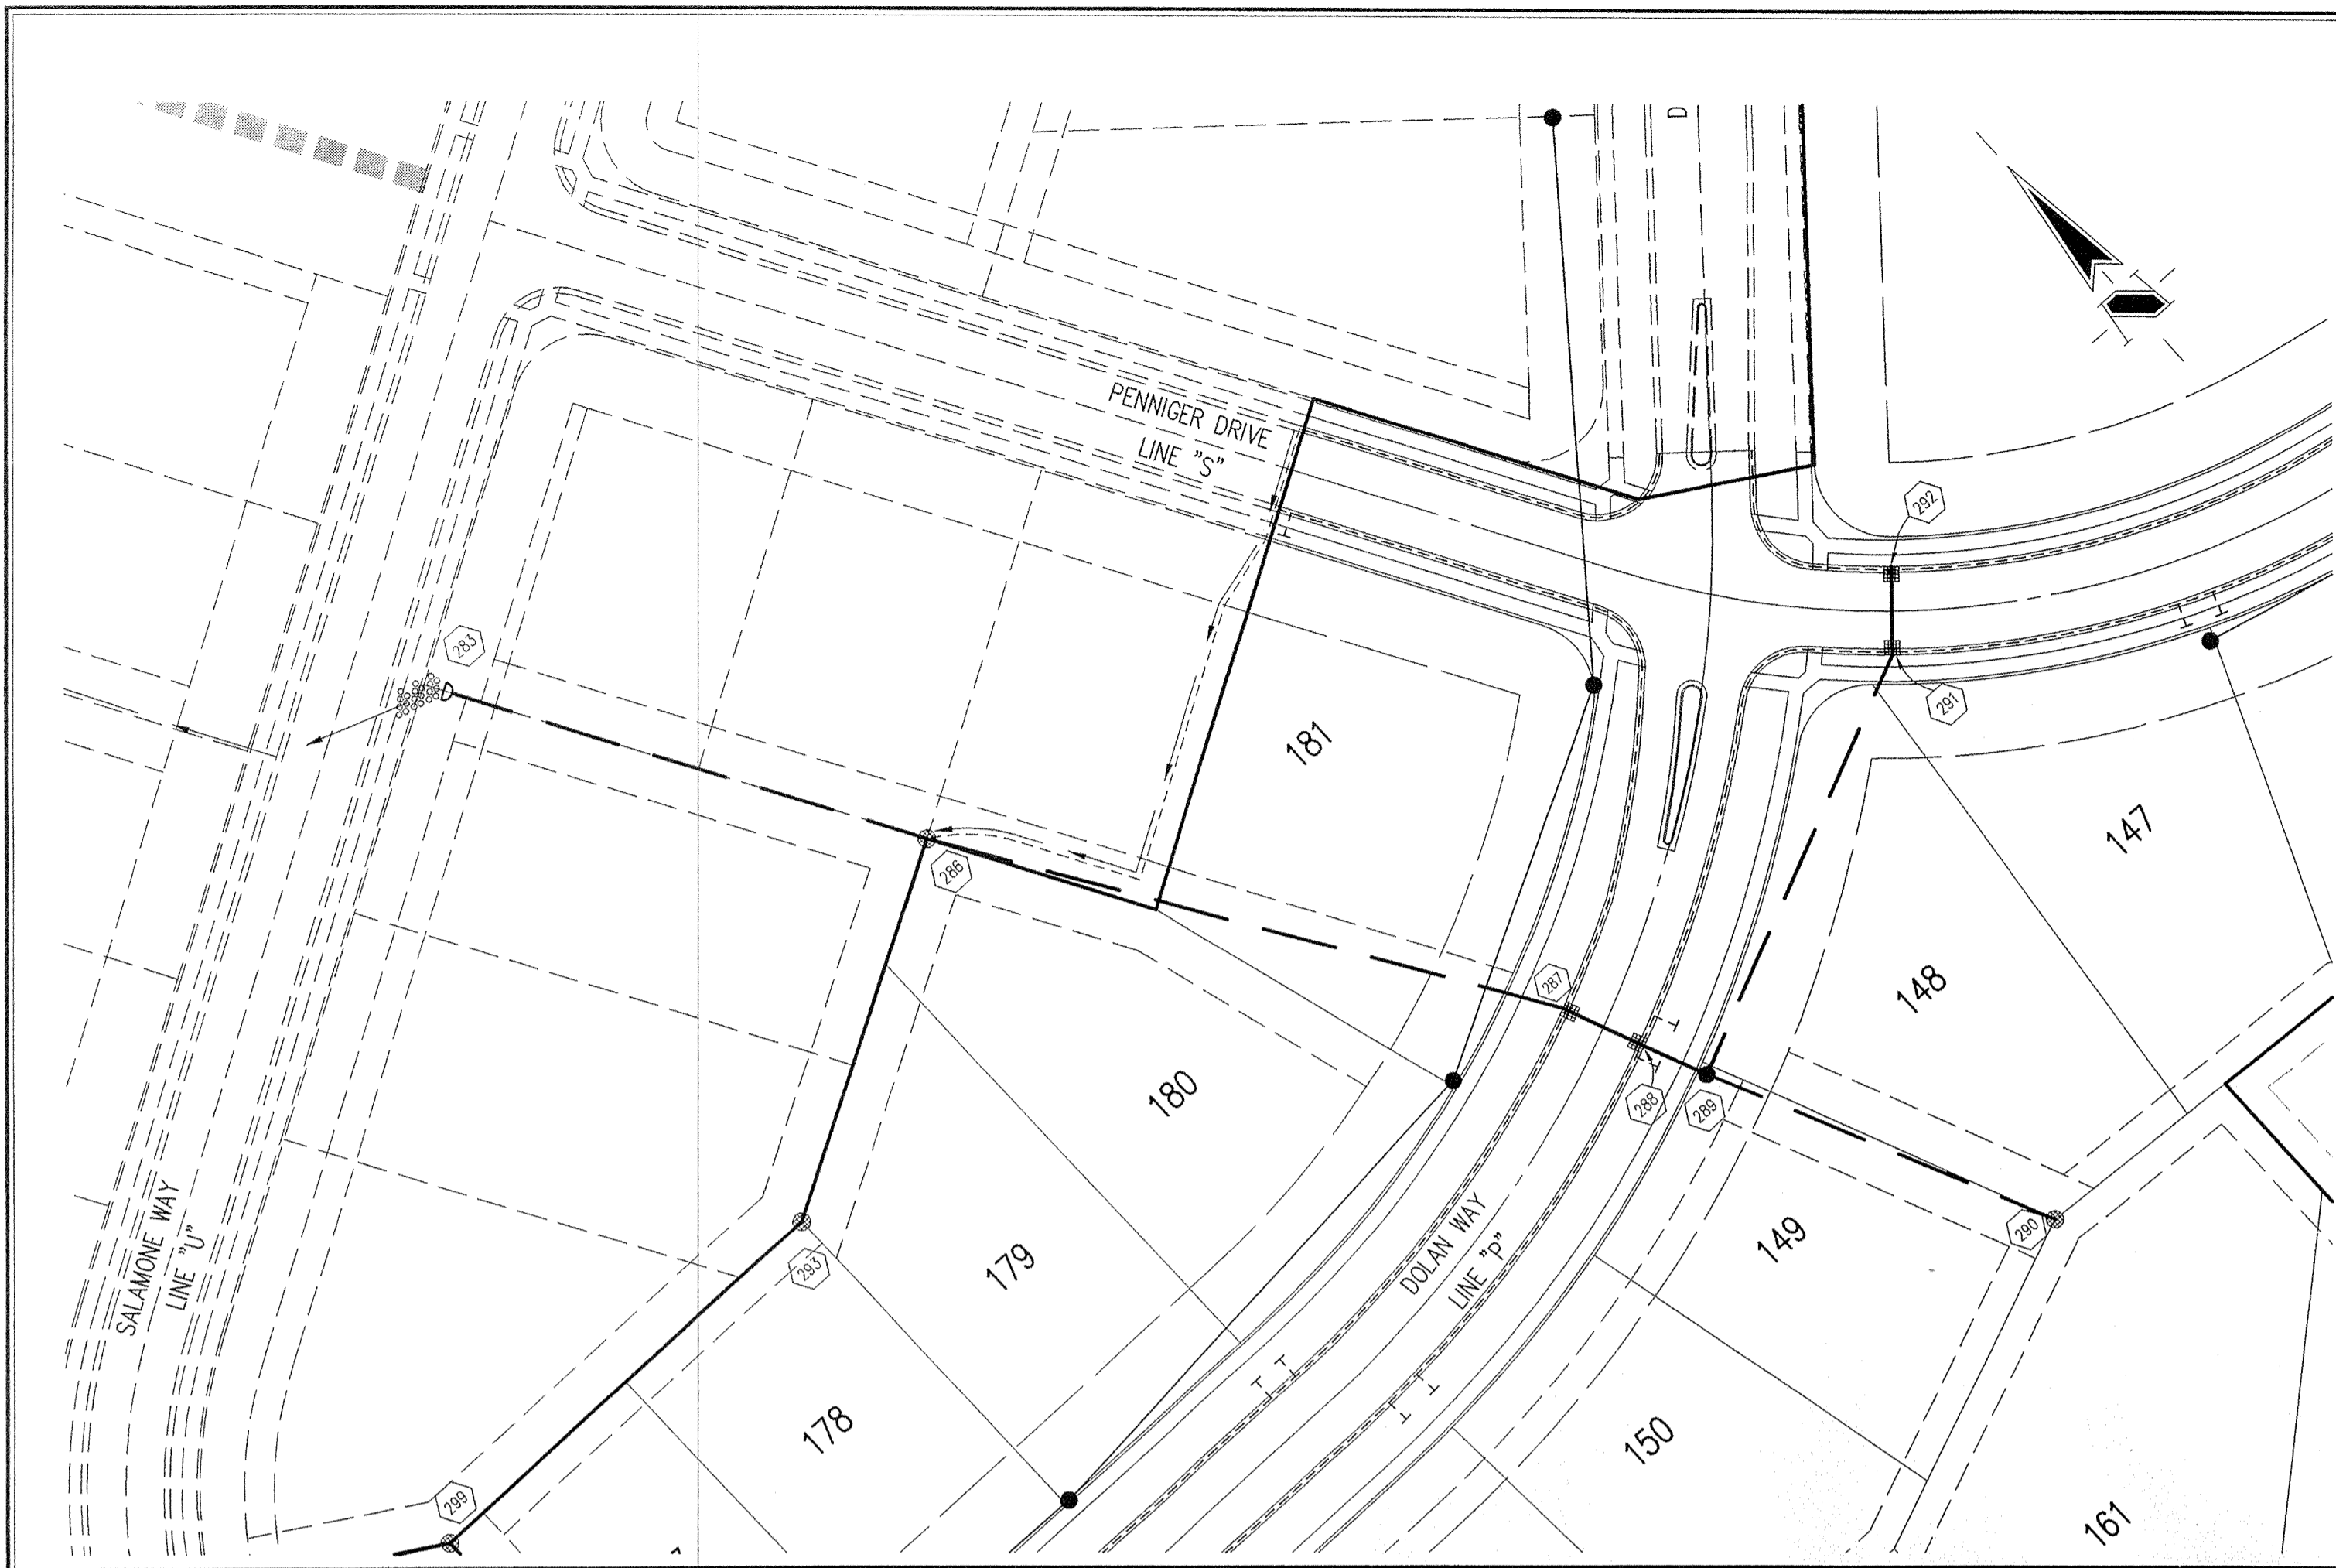 D
PENNIGER DRIVE
LINE "S"
292
283
291
181
147
286
287
148
288
289
180
290
149
SALAMONE WAY
LINE "U"
DOLAN WAY
LINE "P"
293
179
178
150
299
161